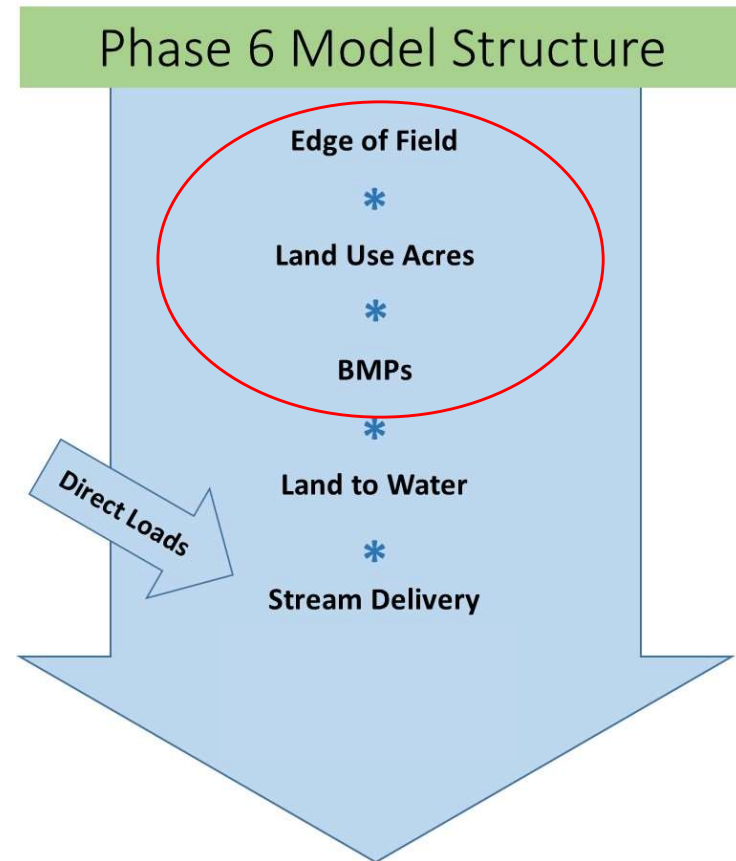 Phase 6 Model Structure
Edge of Field
*
Land Use Acres
*
BMPs
*
Land to Water
Direct Loads
*
Stream Delivery